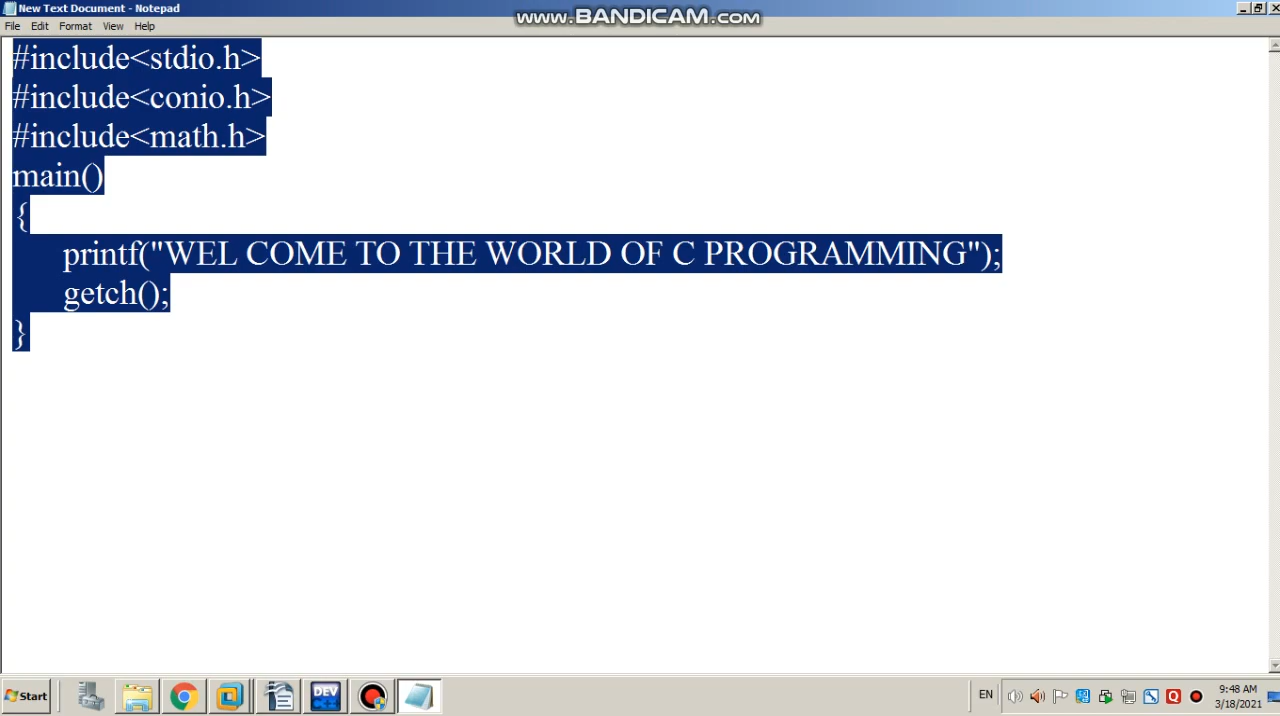 New Text Document - Notepad
www.BANDICAM.com
File Edit Format View Help
#include<stdio.h>
#include<conio.h>
#include<math.h>
main()
{
printf("WEL COME TO THE WORLD OF C PROGRAMMING");
getch();
}
Start
DEV
EN
Q
9:48 AM
3/18/2021